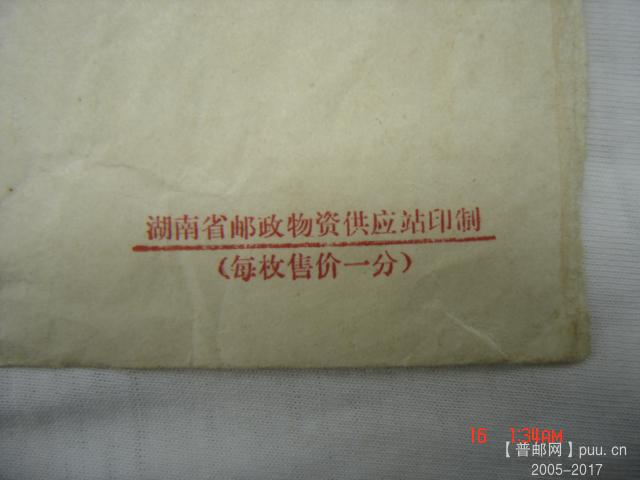 湖南省邮政物资供应站印制
(每枚售价一分)
16 1:34AM
【普邮网】puu.cn
2005-2017